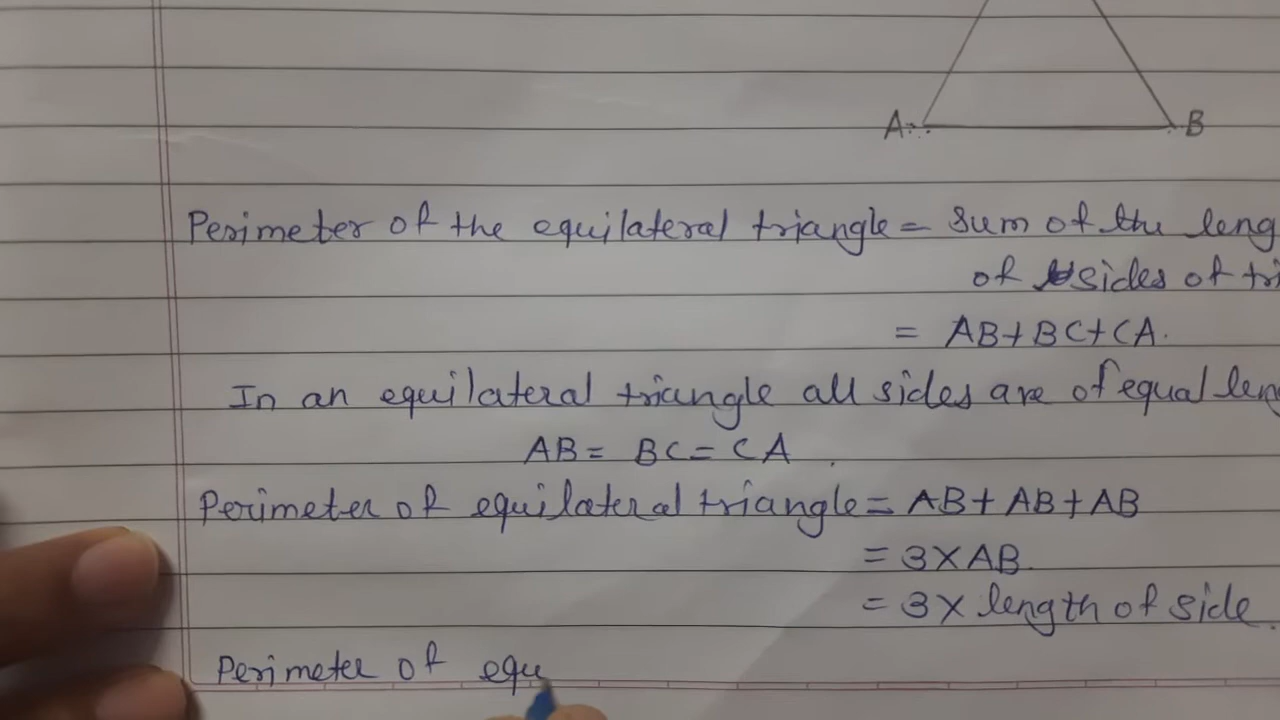 A B
Perimeter of the equilateral triangle = Sum of the leng
of sides of tri
= AB+BC+CA.
In an equilateral triangle all sides are of equal len
AB = BC = CA .
Perimeter of equilateral triangle = AB + AB + AB
= 3×AB.
= 3× length of side.
Perimeter of equ